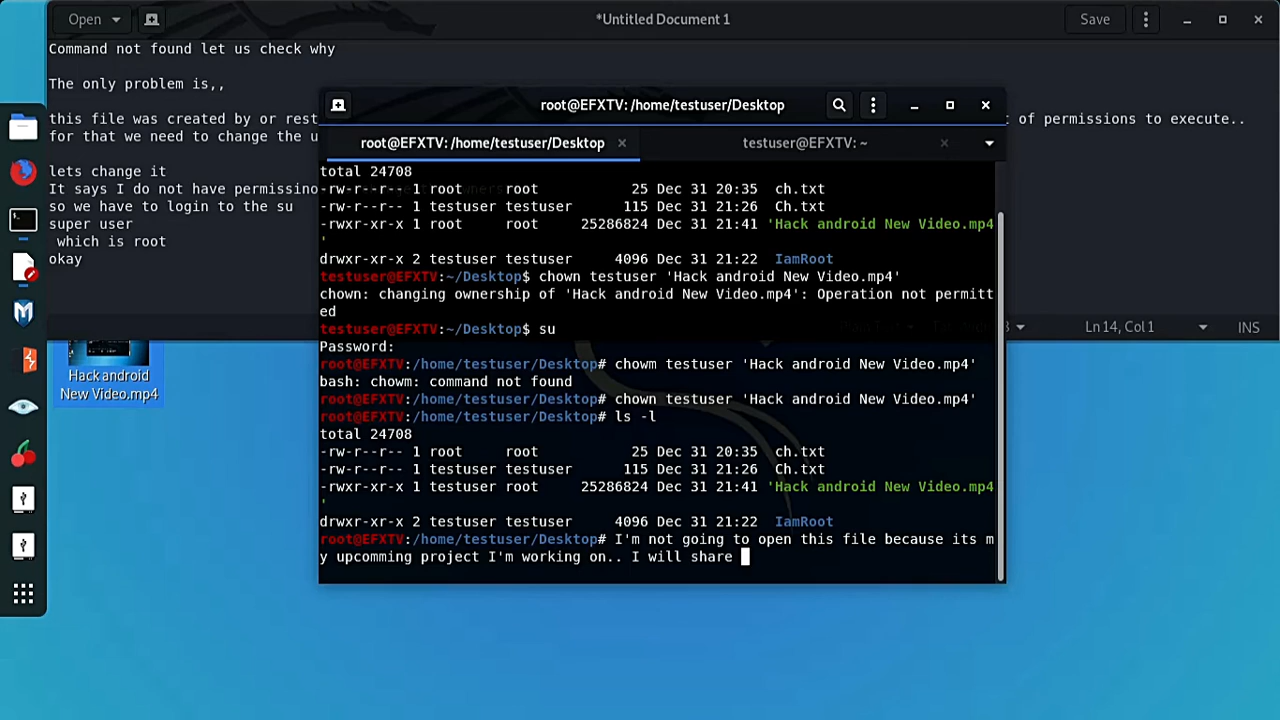 Open
*Untitled Document 1
Save
Command not found let us check why
The only problem is,,
this file was created by or rest
t of permissions to execute..
for that we need to change the u
lets change it
It says I do not have permissino
so we have to login to the su
super user
which is root
okay
Ln 14, Col 1
INS
root@EFXTV: /home/testuser/Desktop
root@EFXTV: /home/testuser/Desktop
testuser@EFXTV: ~
total 24708
-rw-r--r-- 1 root     root           25 Dec 31 20:35  ch.txt
-rw-r--r-- 1 testuser testuser      115 Dec 31 21:26  Ch.txt
-rwxr-xr-x 1 root     root     25286824 Dec 31 21:41 'Hack android New Video.mp4
'
drwxr-xr-x 2 testuser testuser     4096 Dec 31 21:22  IamRoot
testuser@EFXTV:~/Desktop$ chown testuser 'Hack android New Video.mp4'
chown: changing ownership of 'Hack android New Video.mp4': Operation not permitt
ed
testuser@EFXTV:~/Desktop$ su
Password:
root@EFXTV:/home/testuser/Desktop# chowm testuser 'Hack android New Video.mp4'
bash: chowm: command not found
root@EFXTV:/home/testuser/Desktop# chown testuser 'Hack android New Video.mp4'
root@EFXTV:/home/testuser/Desktop# ls -l
total 24708
-rw-r--r-- 1 root     root           25 Dec 31 20:35  ch.txt
-rw-r--r-- 1 testuser testuser      115 Dec 31 21:26  Ch.txt
-rwxr-xr-x 1 testuser root     25286824 Dec 31 21:41 'Hack android New Video.mp4
'
drwxr-xr-x 2 testuser testuser     4096 Dec 31 21:22  IamRoot
root@EFXTV:/home/testuser/Desktop# I'm not going to open this file because its m
y upcomming project I'm working on.. I will share
Hack android
New Video.mp4